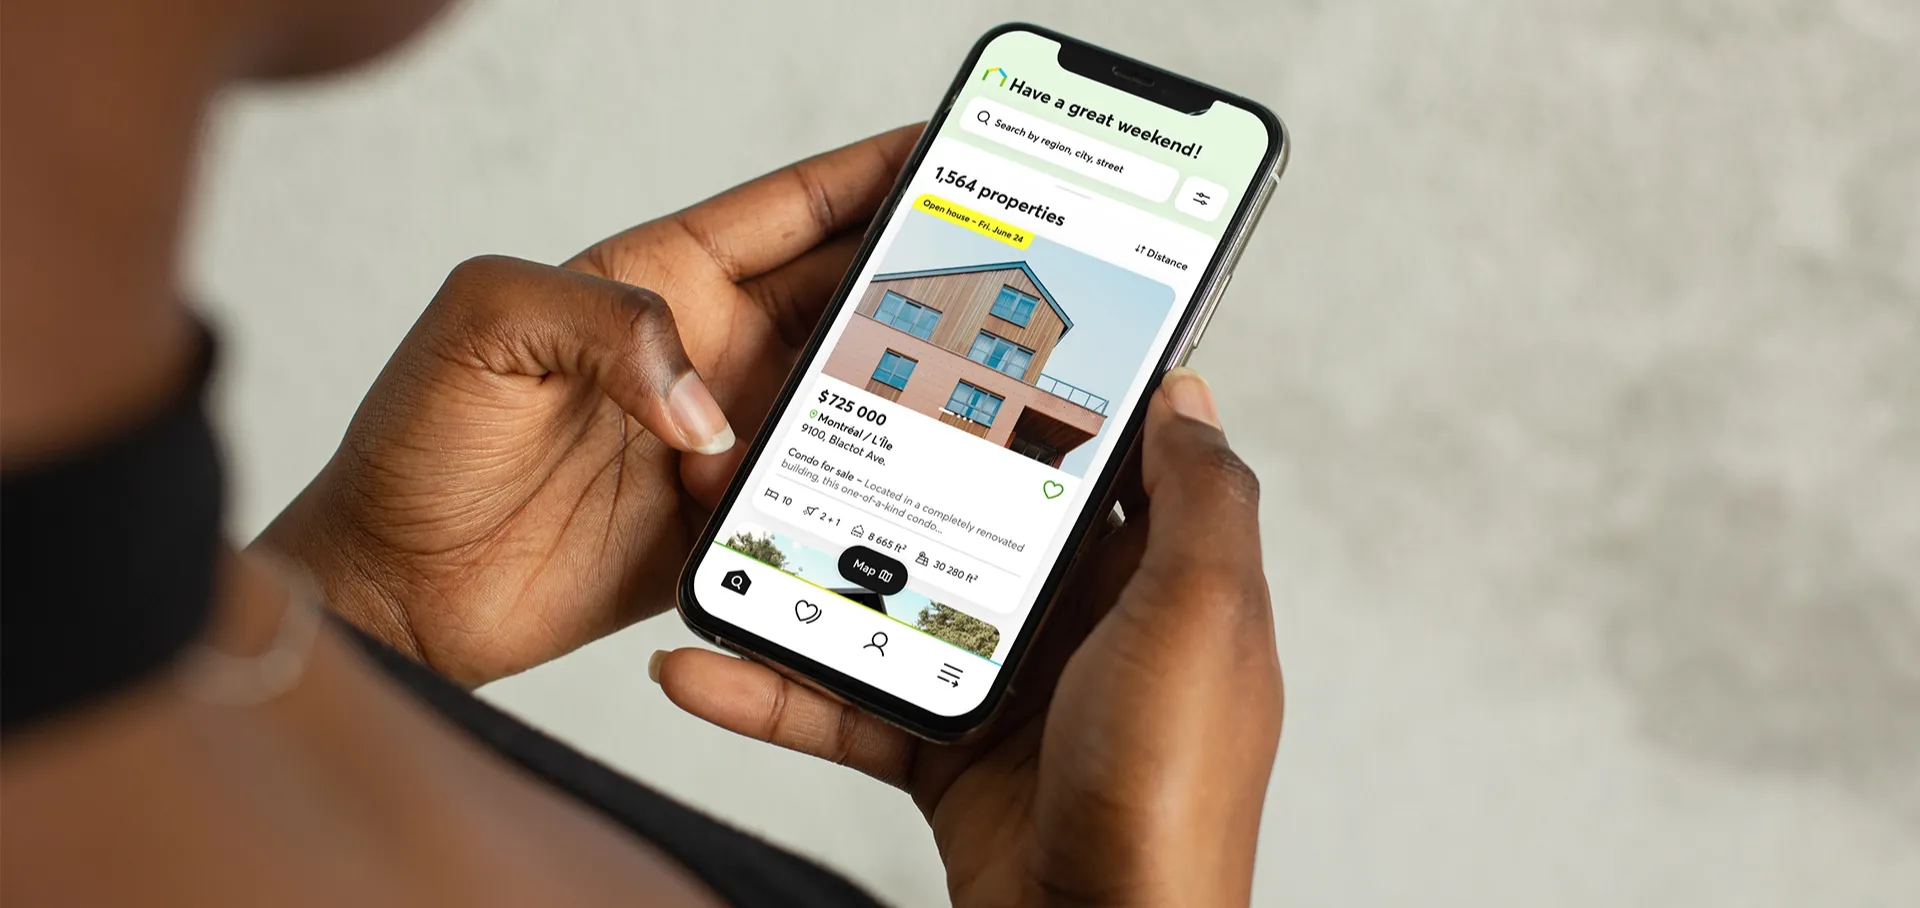 Have a great weekend!
Search by region, city, street
1,564 properties
Distance
Open house – Fri. June 24
$725 000
Montréal / L'Île
9100, Blactot Ave.
Condo for sale – Located in a completely renovated
building, this one-of-a-kind condo...
10 2 + 1 8 665 ft² 30 280 ft²
Map